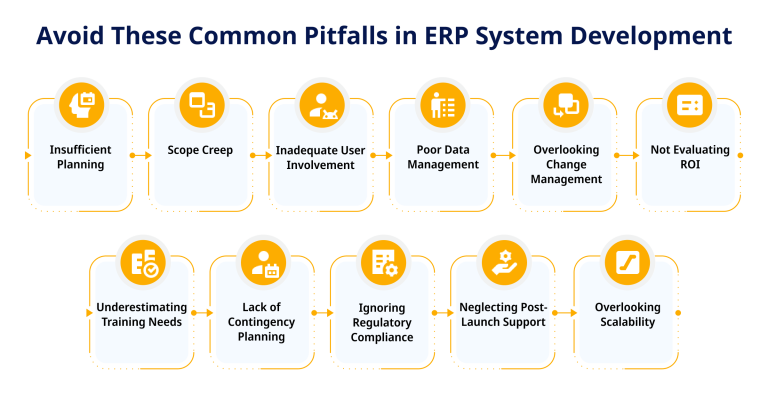 Avoid These Common Pitfalls in ERP System Development
Insufficient
Planning
Scope Creep
Inadequate User
Involvement
Poor Data
Management
Overlooking
Change
Management
Not Evaluating
ROI
Underestimating
Training Needs
Lack of
Contingency
Planning
Ignoring
Regulatory
Compliance
Neglecting Post-
Launch Support
Overlooking
Scalability